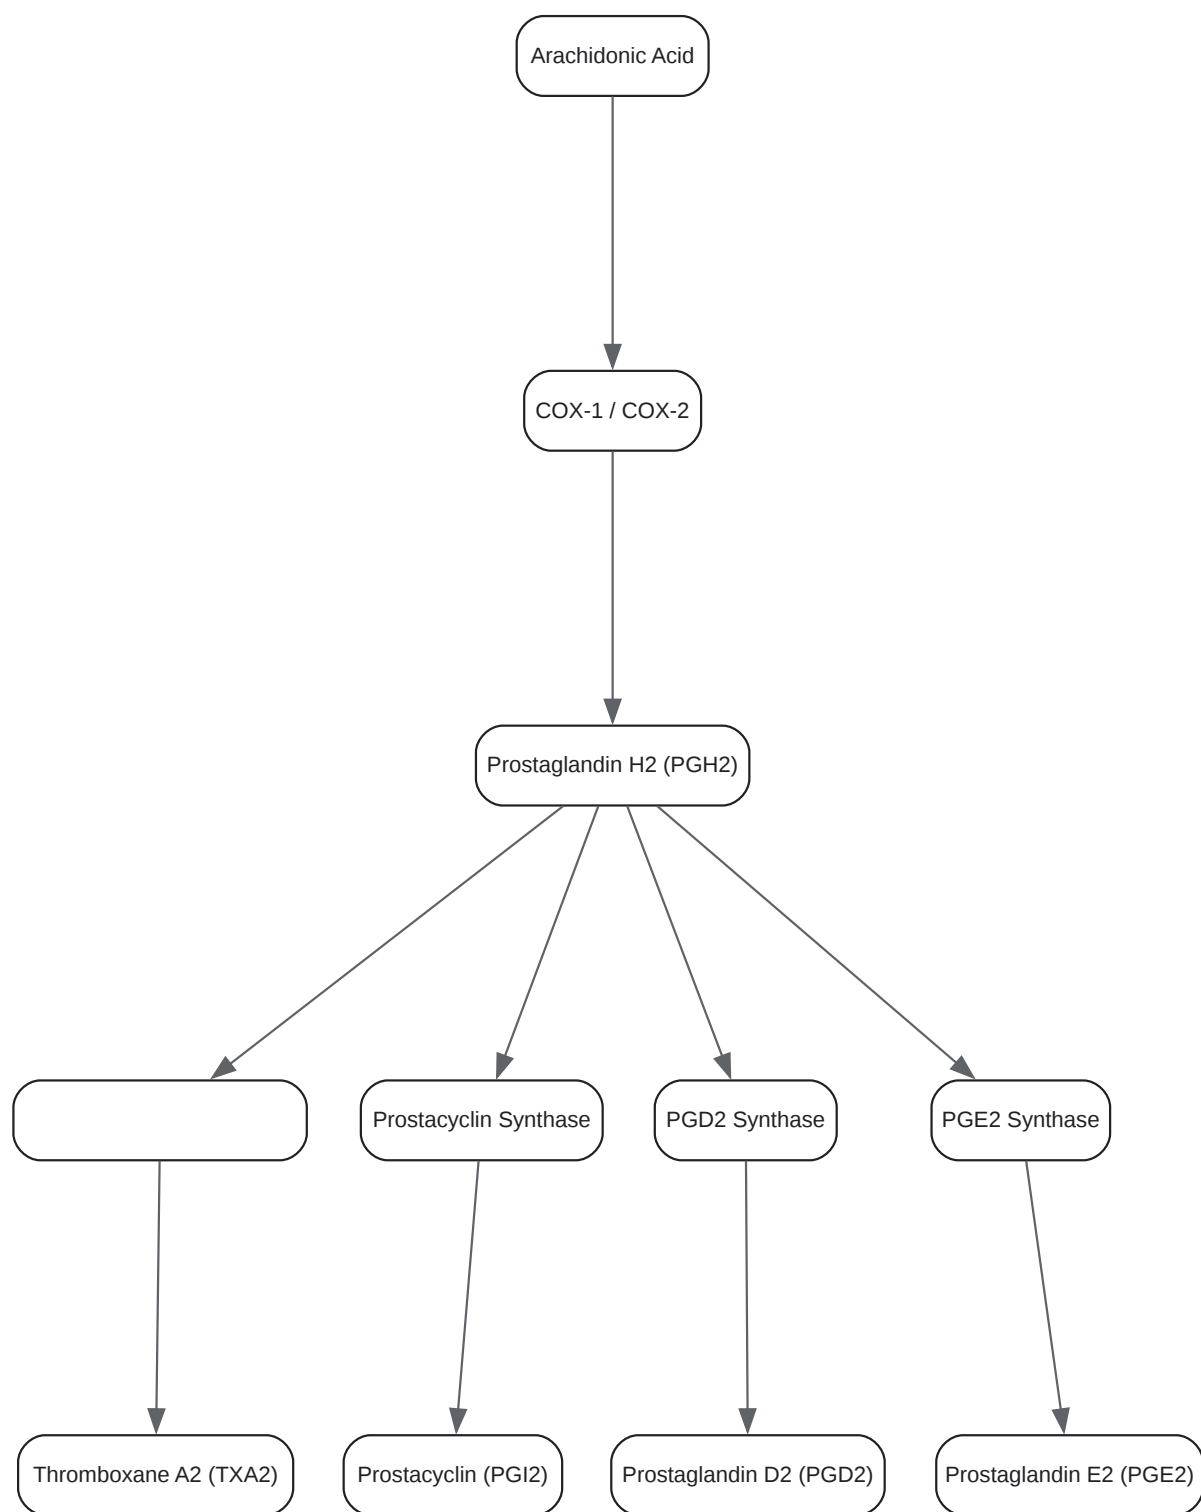 Arachidonic Acid
COX-1 / COX-2
Prostaglandin H2 (PGH2)
Prostacyclin Synthase
PGD2 Synthase
PGE2 Synthase
Thromboxane A2 (TXA2)
Prostacyclin (PGI2)
Prostaglandin D2 (PGD2)
Prostaglandin E2 (PGE2)